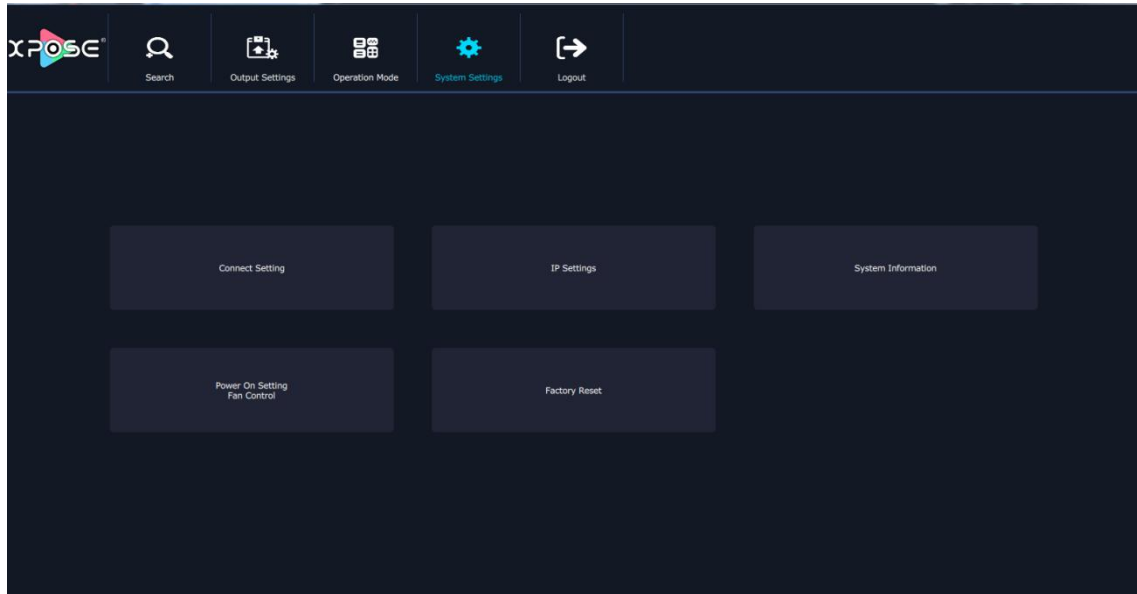 XPOSE®
Search
Output Settings
Operation Mode
System Settings
Logout
Connect Setting
IP Settings
System Information
Power On Setting
Fan Control
Factory Reset